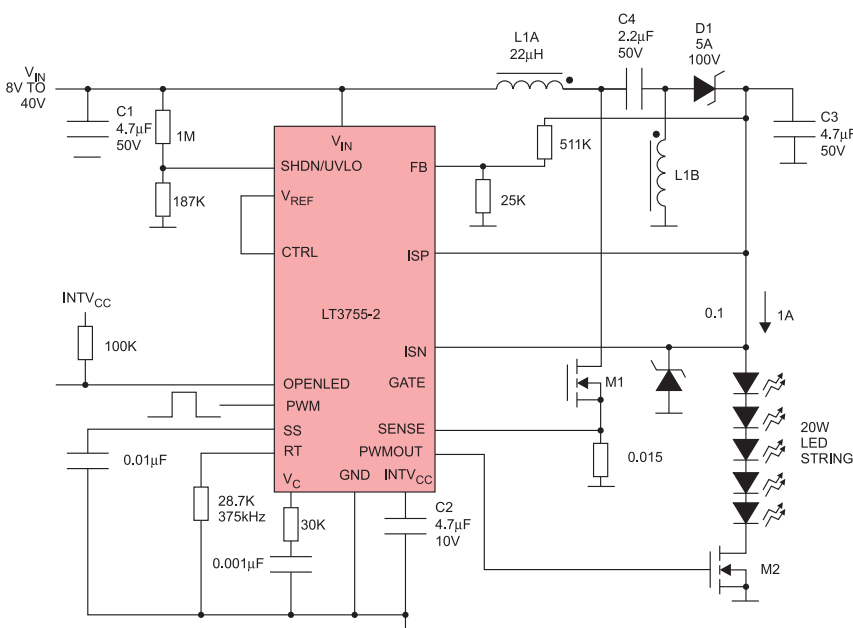 L1A
22µH
C4
2.2µF
50V
D1
5A
100V
VIN
8V TO
40V
C1
4.7µF
50V
1M
187K
VIN
SHDN/UVLO
FB
VREF
CTRL
ISP
LT3755-2
ISN
OPENLED
GATE
PWM
SS
SENSE
RT
PWMOUT
VC
GND
INTVCC
511K
25K
L1B
C3
4.7µF
50V
0.1
1A
INTVCC
100K
M1
0.015
20W
LED
STRING
0.01µF
28.7K
375kHz
30K
0.001µF
C2
4.7µF
10V
M2